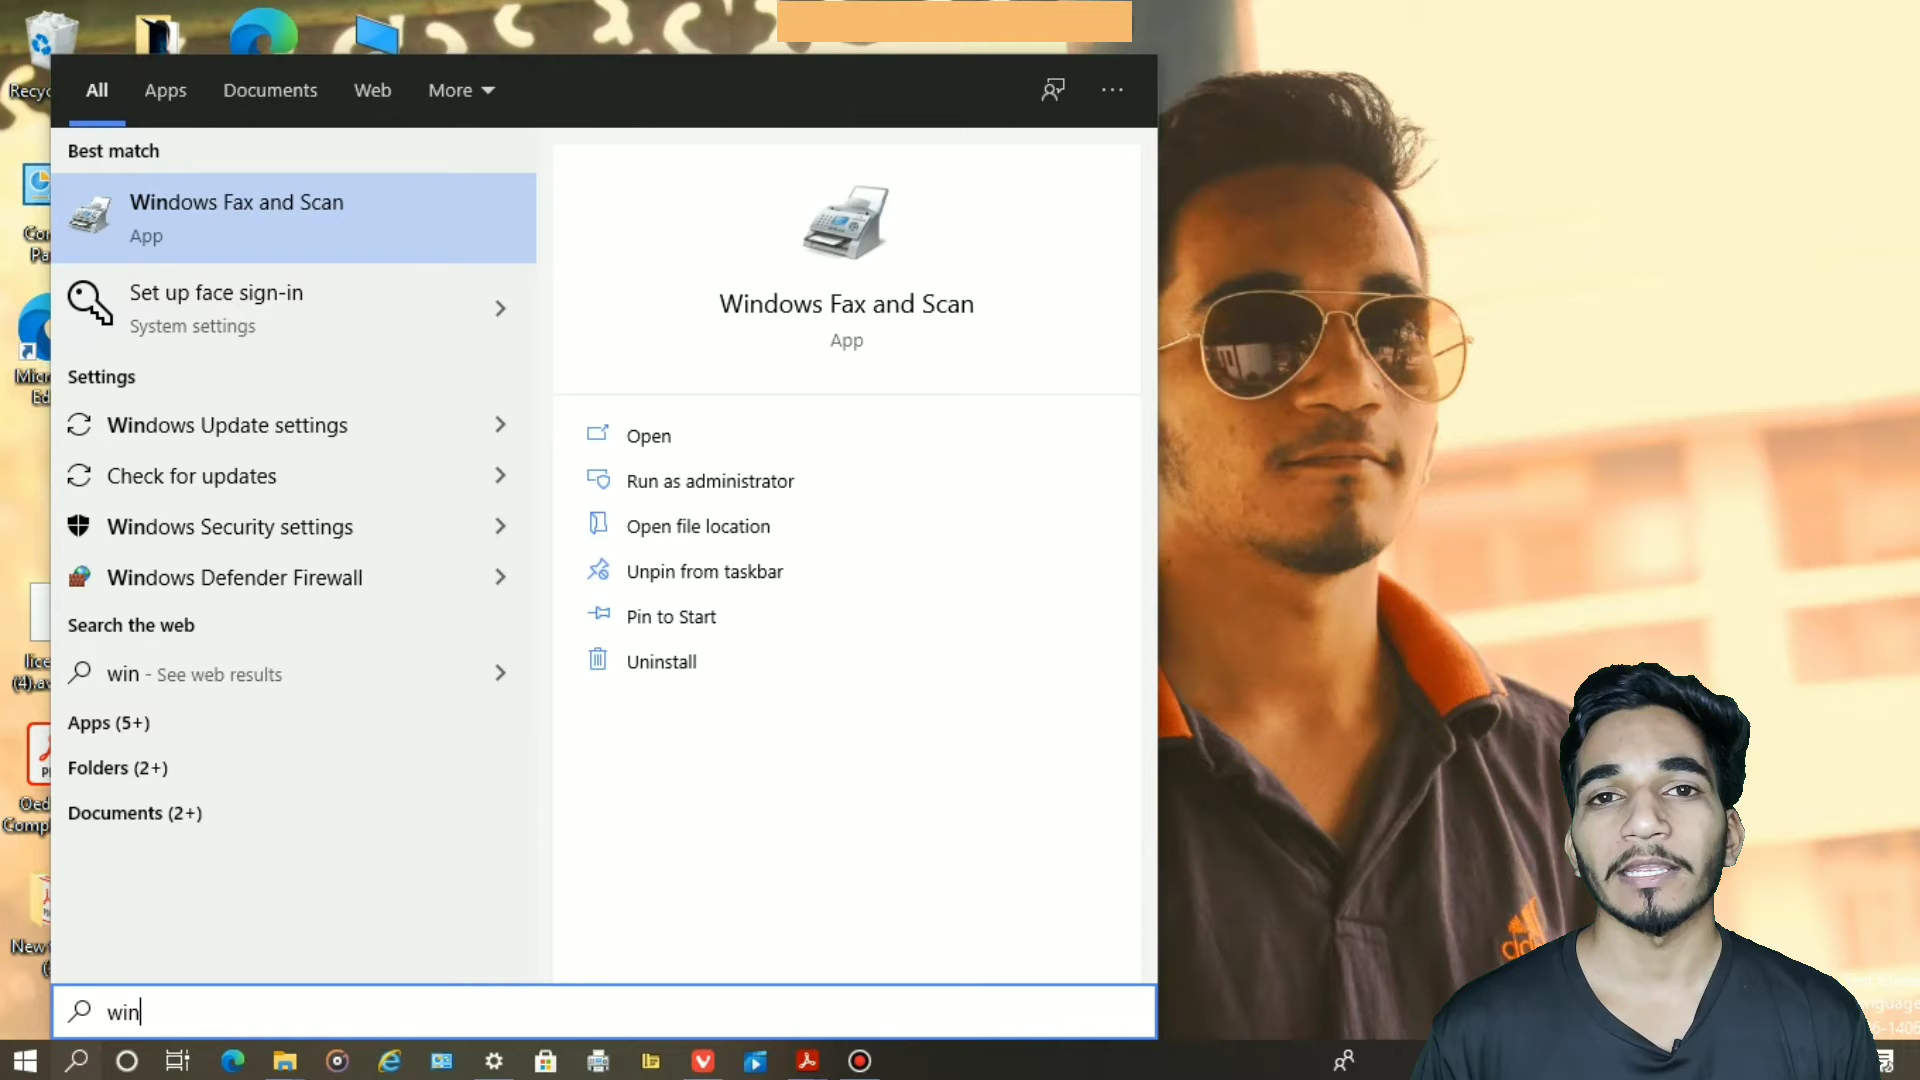 All
Apps
Documents
Web
More
Best match
Windows Fax and Scan
App
Set up face sign-in
System settings
Settings
Windows Update settings
Check for updates
Windows Security settings
Windows Defender Firewall
Search the web
win - See web results
Apps (5+)
Folders (2+)
Documents (2+)
Windows Fax and Scan
App
Open
Run as administrator
Open file location
Unpin from taskbar
Pin to Start
Uninstall
win
New